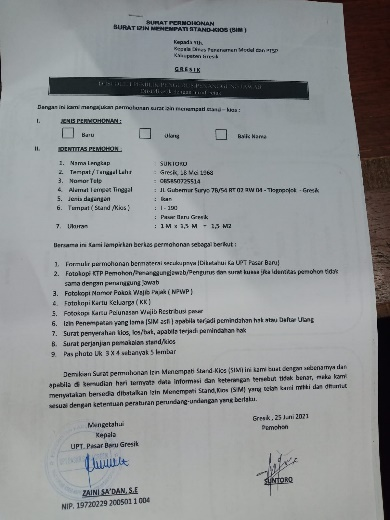 SURAT PERMOHONAN
SURAT IZIN MENEMPATI STAND-KIOS (SIM )
Kepada Yth.
Kepala Dinas Penanaman Modal dan PTSP
Kabupaten Gresik
GRESIK
Dengan ini kami mengajukan permohonan surat izin menempati stand – kios :
I. JENIS PERMOHONAN :
Baru Ulang Balik Nama
II. IDENTITAS PEMOHON :
1. Nama Lengkap : SUNTORO
2. Tempat / Tanggal Lahir : Gresik, 18 Mei 1968
3. Nomor Telp : 085850725514
4. Alamat Tempat Tinggal : Jl. Gubernur Suryo 7B/54 RT 02 RW 04 - Tlogopojok - Gresik
5. Jenis dagangan : Ikan
6. Tempat ( Stand /Kios ) : I - 190
: Pasar Baru Gresik
7. Ukuran : 1 M x 1,5 M = 1,5 M2
Bersama ini Kami lampirkan berkas permohonan sebagai berikut :
1. Formulir permohonan bermaterai secukupnya (Diketahui Ka UPT Pasar Baru)
2. Fotokopi KTP Pemohon/Penanggungjawab/Pengurus dan surat kuasa jika identitas pemohon tidak
sama dengan penanggung jawab
3. Fotokopi Nomor Pokok Wajib Pajak ( NPWP )
4. Fotokopi Kartu Keluarga ( KK )
5. Fotokopi Kartu Pelunasan Wajib Restribusi pasar
6. Izin Penempatan yang lama (SIM asli ) apabila terjadi pemindahan hak atau Daftar Ulang
7. Surat penyerahan kios, los/bak, apabila terjadi pemindahan hak
8. Surat perjanjian pemakaian stand/kios
9. Pas photo Uk 3 X 4 sebanyak 5 lembar
Demikian Surat permohonan Izin Menempati Stand-Kios (SIM) ini kami buat dengan sebenarnya dan
apabila di kemudian hari ternyata data informasi dan keterangan tersebut tidak benar, maka kami
menyatakan bersedia dibatalkan Izin Menempati Stand,Kios (SIM) yang telah kami miliki dan dituntut
sesuai dengan ketentuan peraturan perundang-undangan yang berlaku.
Gresik , 25 Juni 2021
Mengetahui Pemohon
Kepala
UPT. Pasar Baru Gresik
ZAINI SA'DAN, S.E SUNTORO
NIP. 19720229 200501 1 004